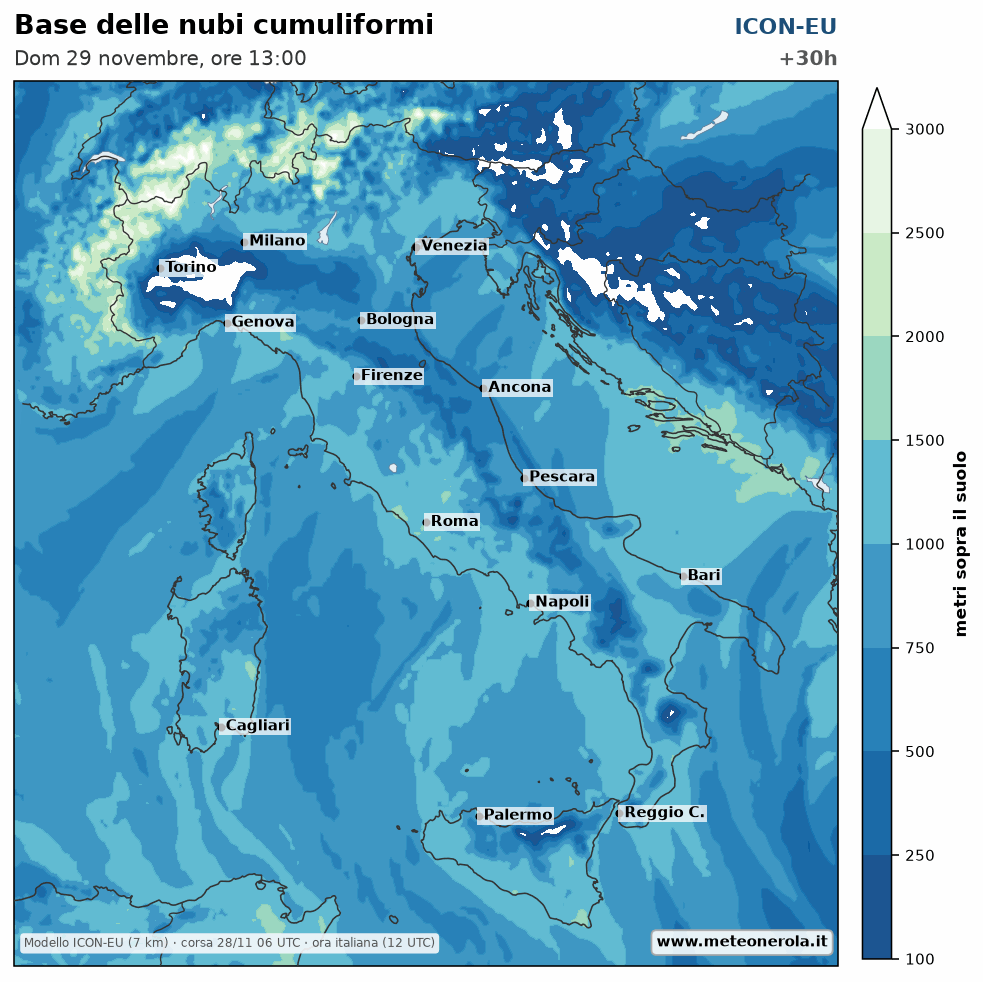 Base delle nubi cumuliformi
ICON-EU
Dom 29 novembre, ore 13:00
+30h
3000
2500
2000
1500
1000
750
500
250
100
metri sopra il suolo
Milano
Venezia
Torino
Genova
Bologna
Firenze
Ancona
Pescara
Roma
Bari
Napoli
Cagliari
Palermo
Reggio C.
Modello ICON-EU (7 km) · corsa 28/11 06 UTC · ora italiana (12 UTC)
www.meteonerola.it